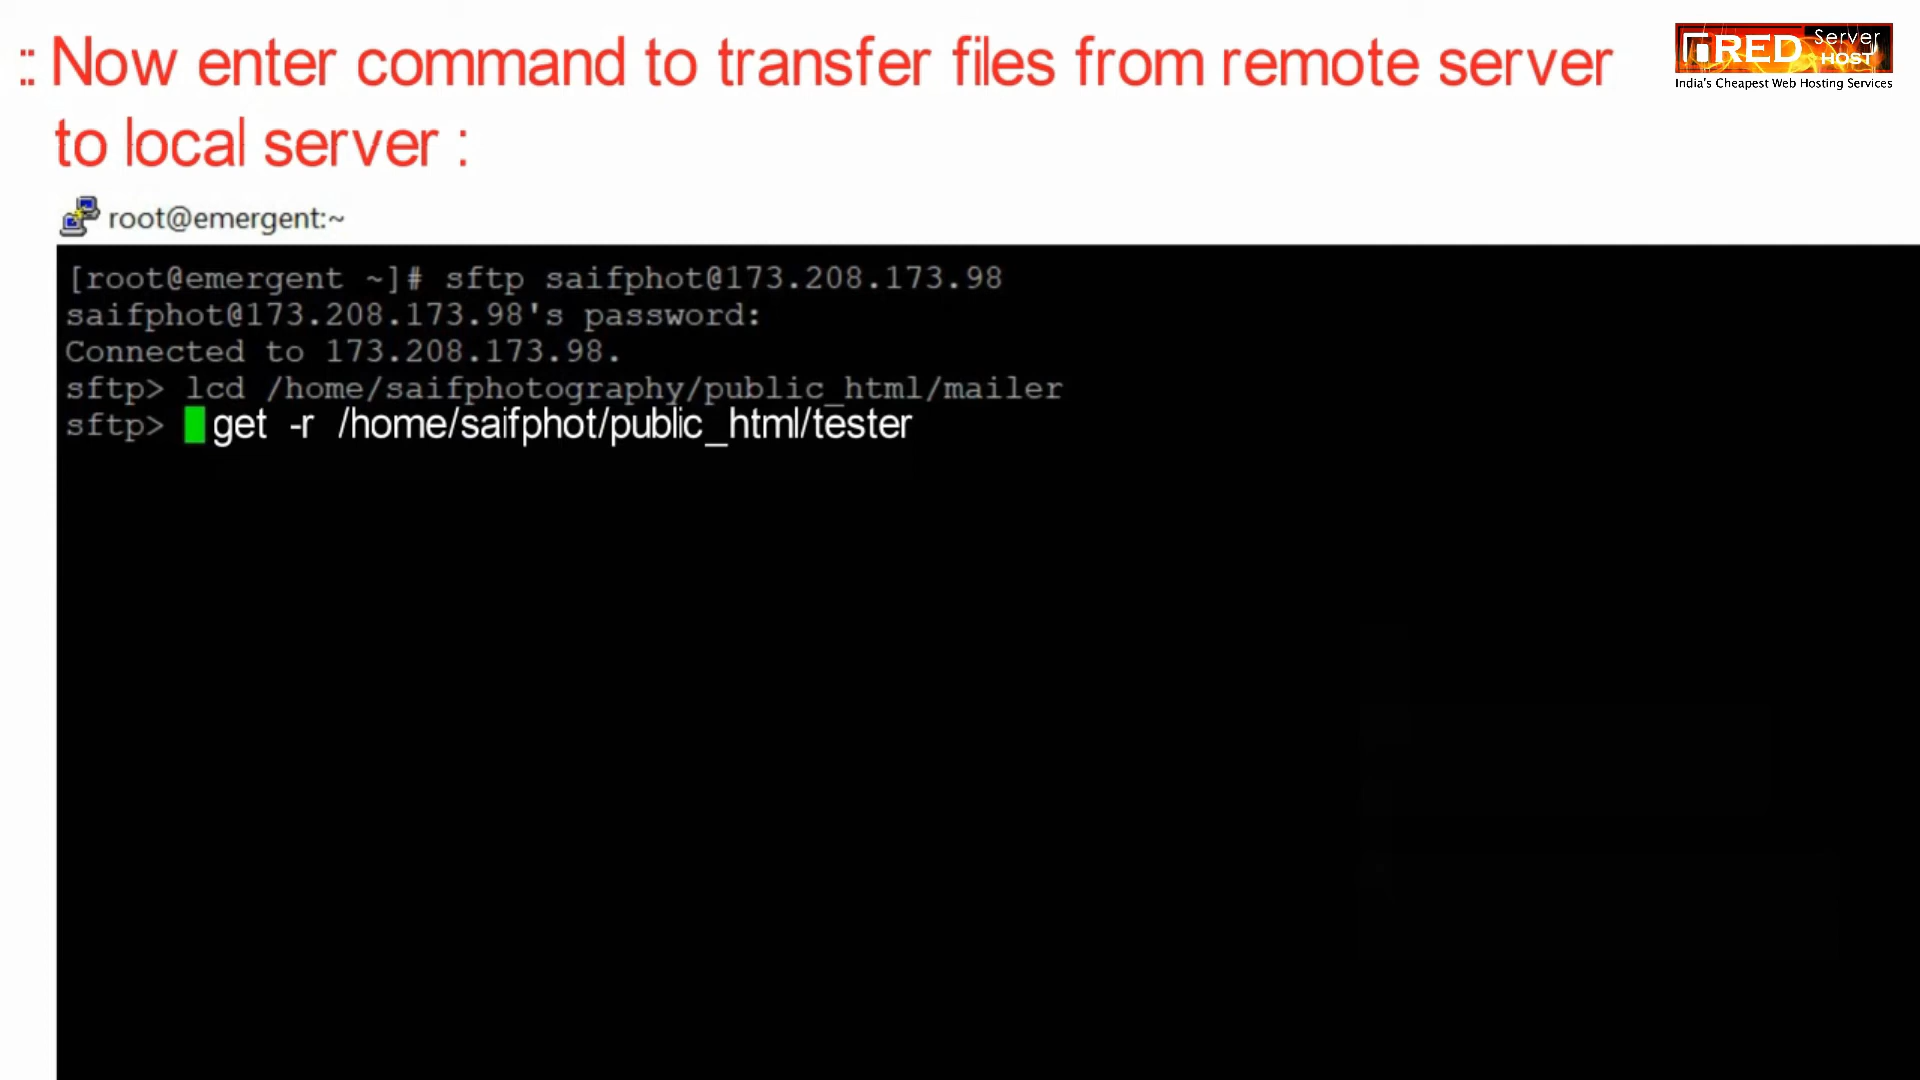 :: Now enter command to transfer files from remote server
to local server :
RED Server
HOST
India's Cheapest Web Hosting Services
root@emergent:~
[root@emergent ~]# sftp saifphot@173.208.173.98
saifphot@173.208.173.98's password:
Connected to 173.208.173.98.
sftp> lcd /home/saifphotography/public_html/mailer
sftp> get -r /home/saifphot/public_html/tester